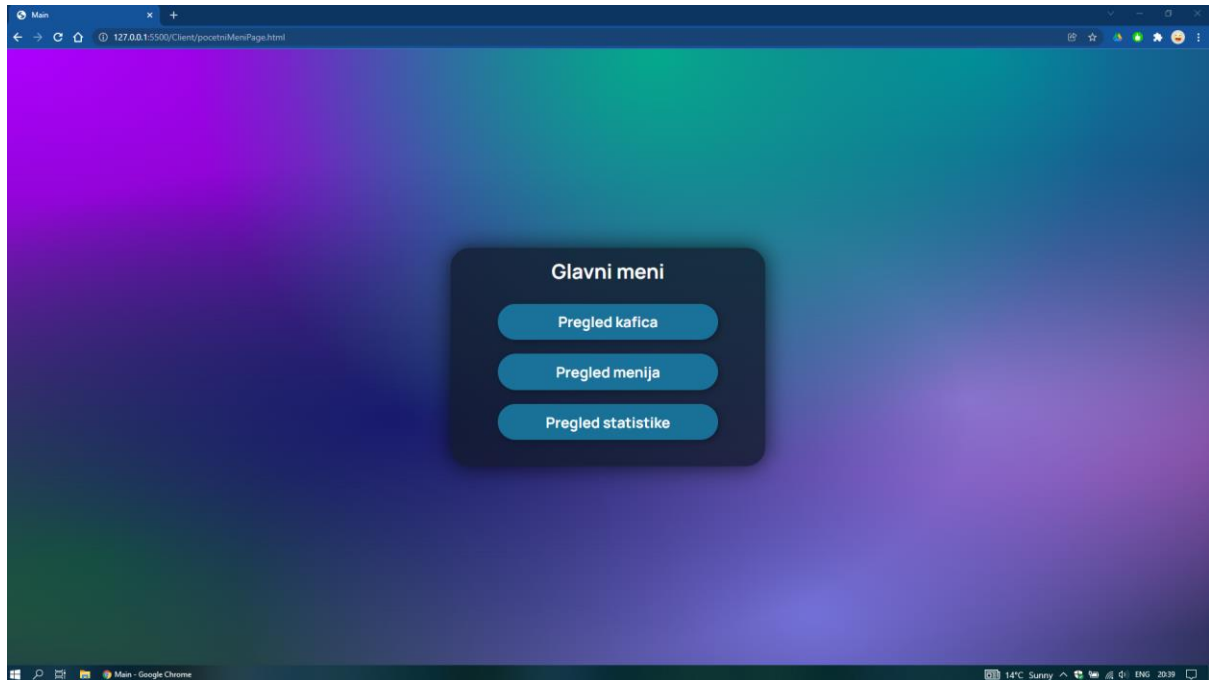 Main
127.0.0.1:5500/Client/pocetniMeniPage.html
Glavni meni
Pregled kafica
Pregled menija
Pregled statistike
Main - Google Chrome
14°C Sunny
ENG
20:39